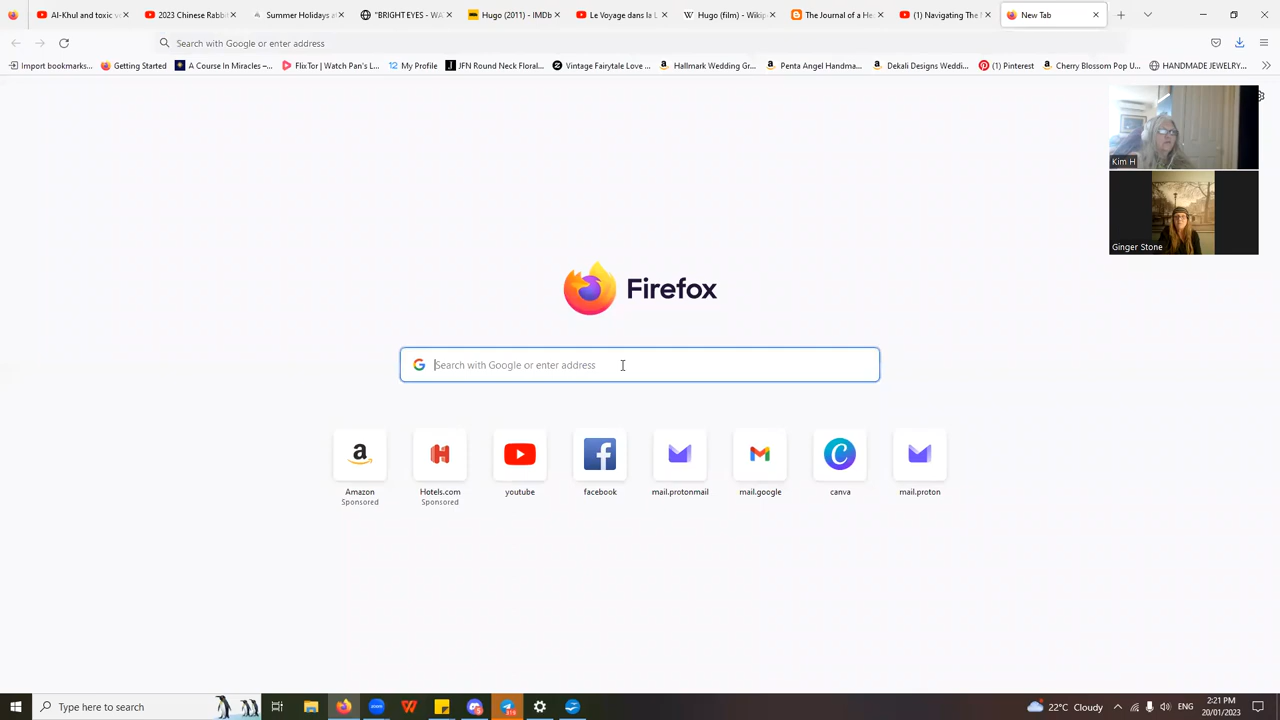 Al-Khul and toxic v
2023 Chinese Rabbit
Summer Holidays a
"BRIGHT EYES - WA
Hugo (2011) - IMDb
Le Voyage dans la L
Hugo (film) - Wikip
The Journal of a He
(1) Navigating The
New Tab
Search with Google or enter address
Import bookmarks...
Getting Started
A Course In Miracles –...
FlixTor | Watch Pan's L...
12 My Profile
JFN Round Neck Floral...
Vintage Fairytale Love ...
Hallmark Wedding Gr...
Penta Angel Handma...
Dekali Designs Weddi...
(1) Pinterest
Cherry Blossom Pop U...
HANDMADE JEWELRY...
Kim H
Ginger Stone
Firefox
Search with Google or enter address
Amazon
Sponsored
Hotels.com
Sponsored
youtube
facebook
mail.protonmail
mail.google
canva
mail.proton
Type here to search
22°C Cloudy
ENG
2:21 PM
20/01/2023